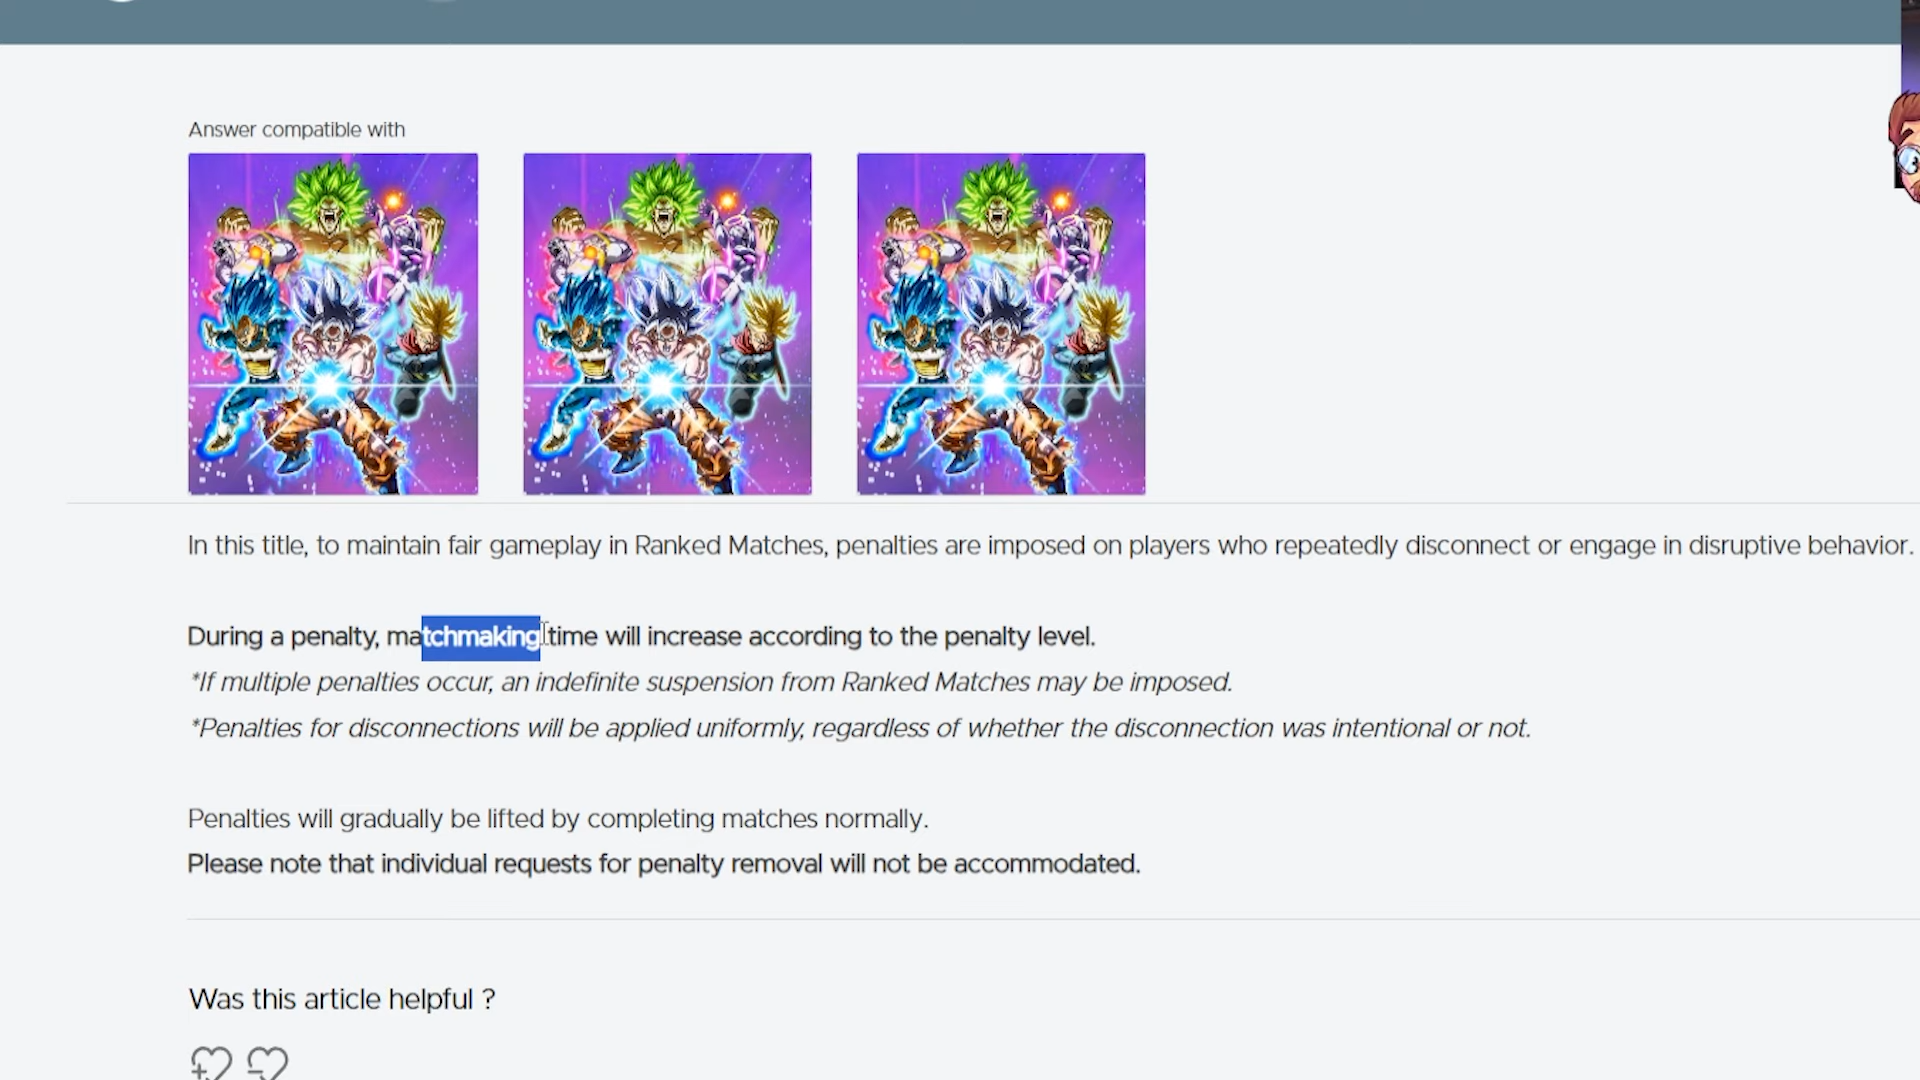 Answer compatible with
In this title, to maintain fair gameplay in Ranked Matches, penalties are imposed on players who repeatedly disconnect or engage in disruptive behavior.
During a penalty, matchmaking time will increase according to the penalty level.
*If multiple penalties occur, an indefinite suspension from Ranked Matches may be imposed.
*Penalties for disconnections will be applied uniformly, regardless of whether the disconnection was intentional or not.
Penalties will gradually be lifted by completing matches normally.
Please note that individual requests for penalty removal will not be accommodated.
Was this article helpful ?